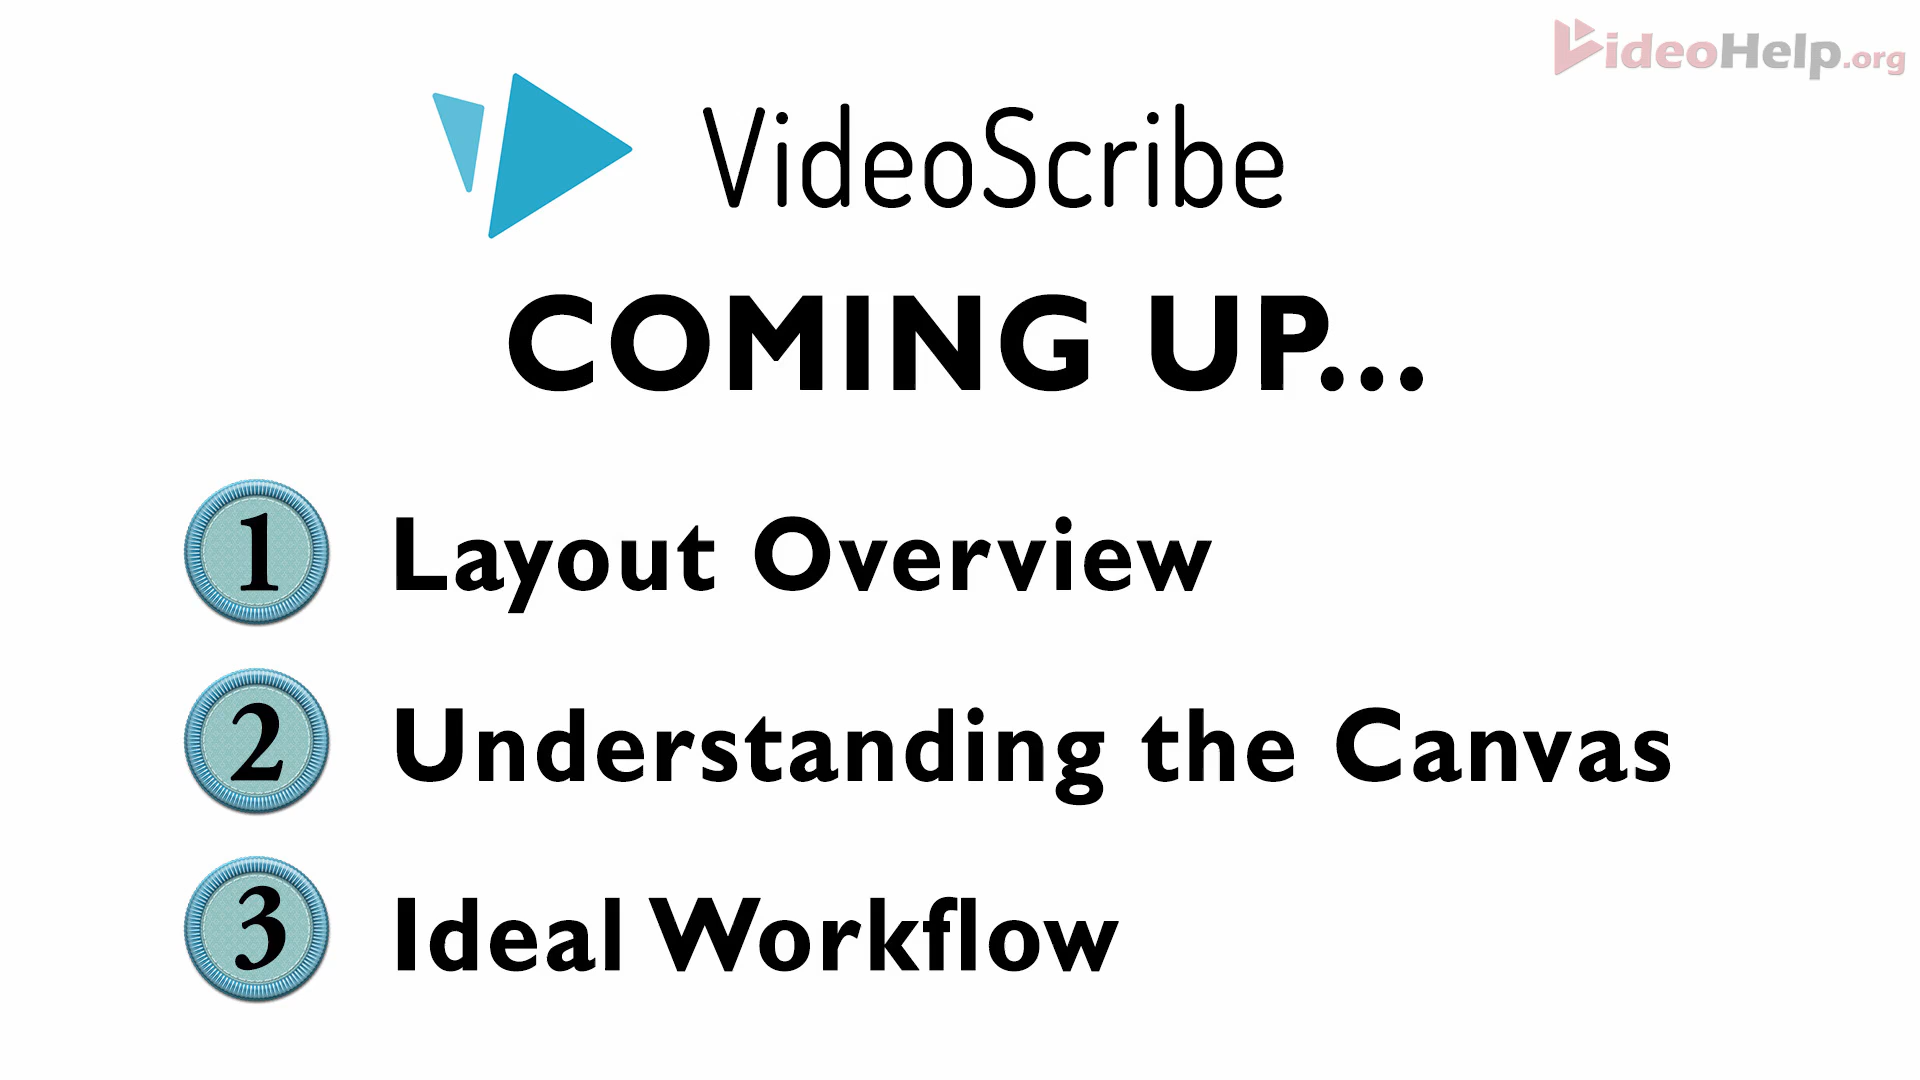 VideoHelp.org
VideoScribe
COMING UP...
1 Layout Overview
2 Understanding the Canvas
3 Ideal Workflow